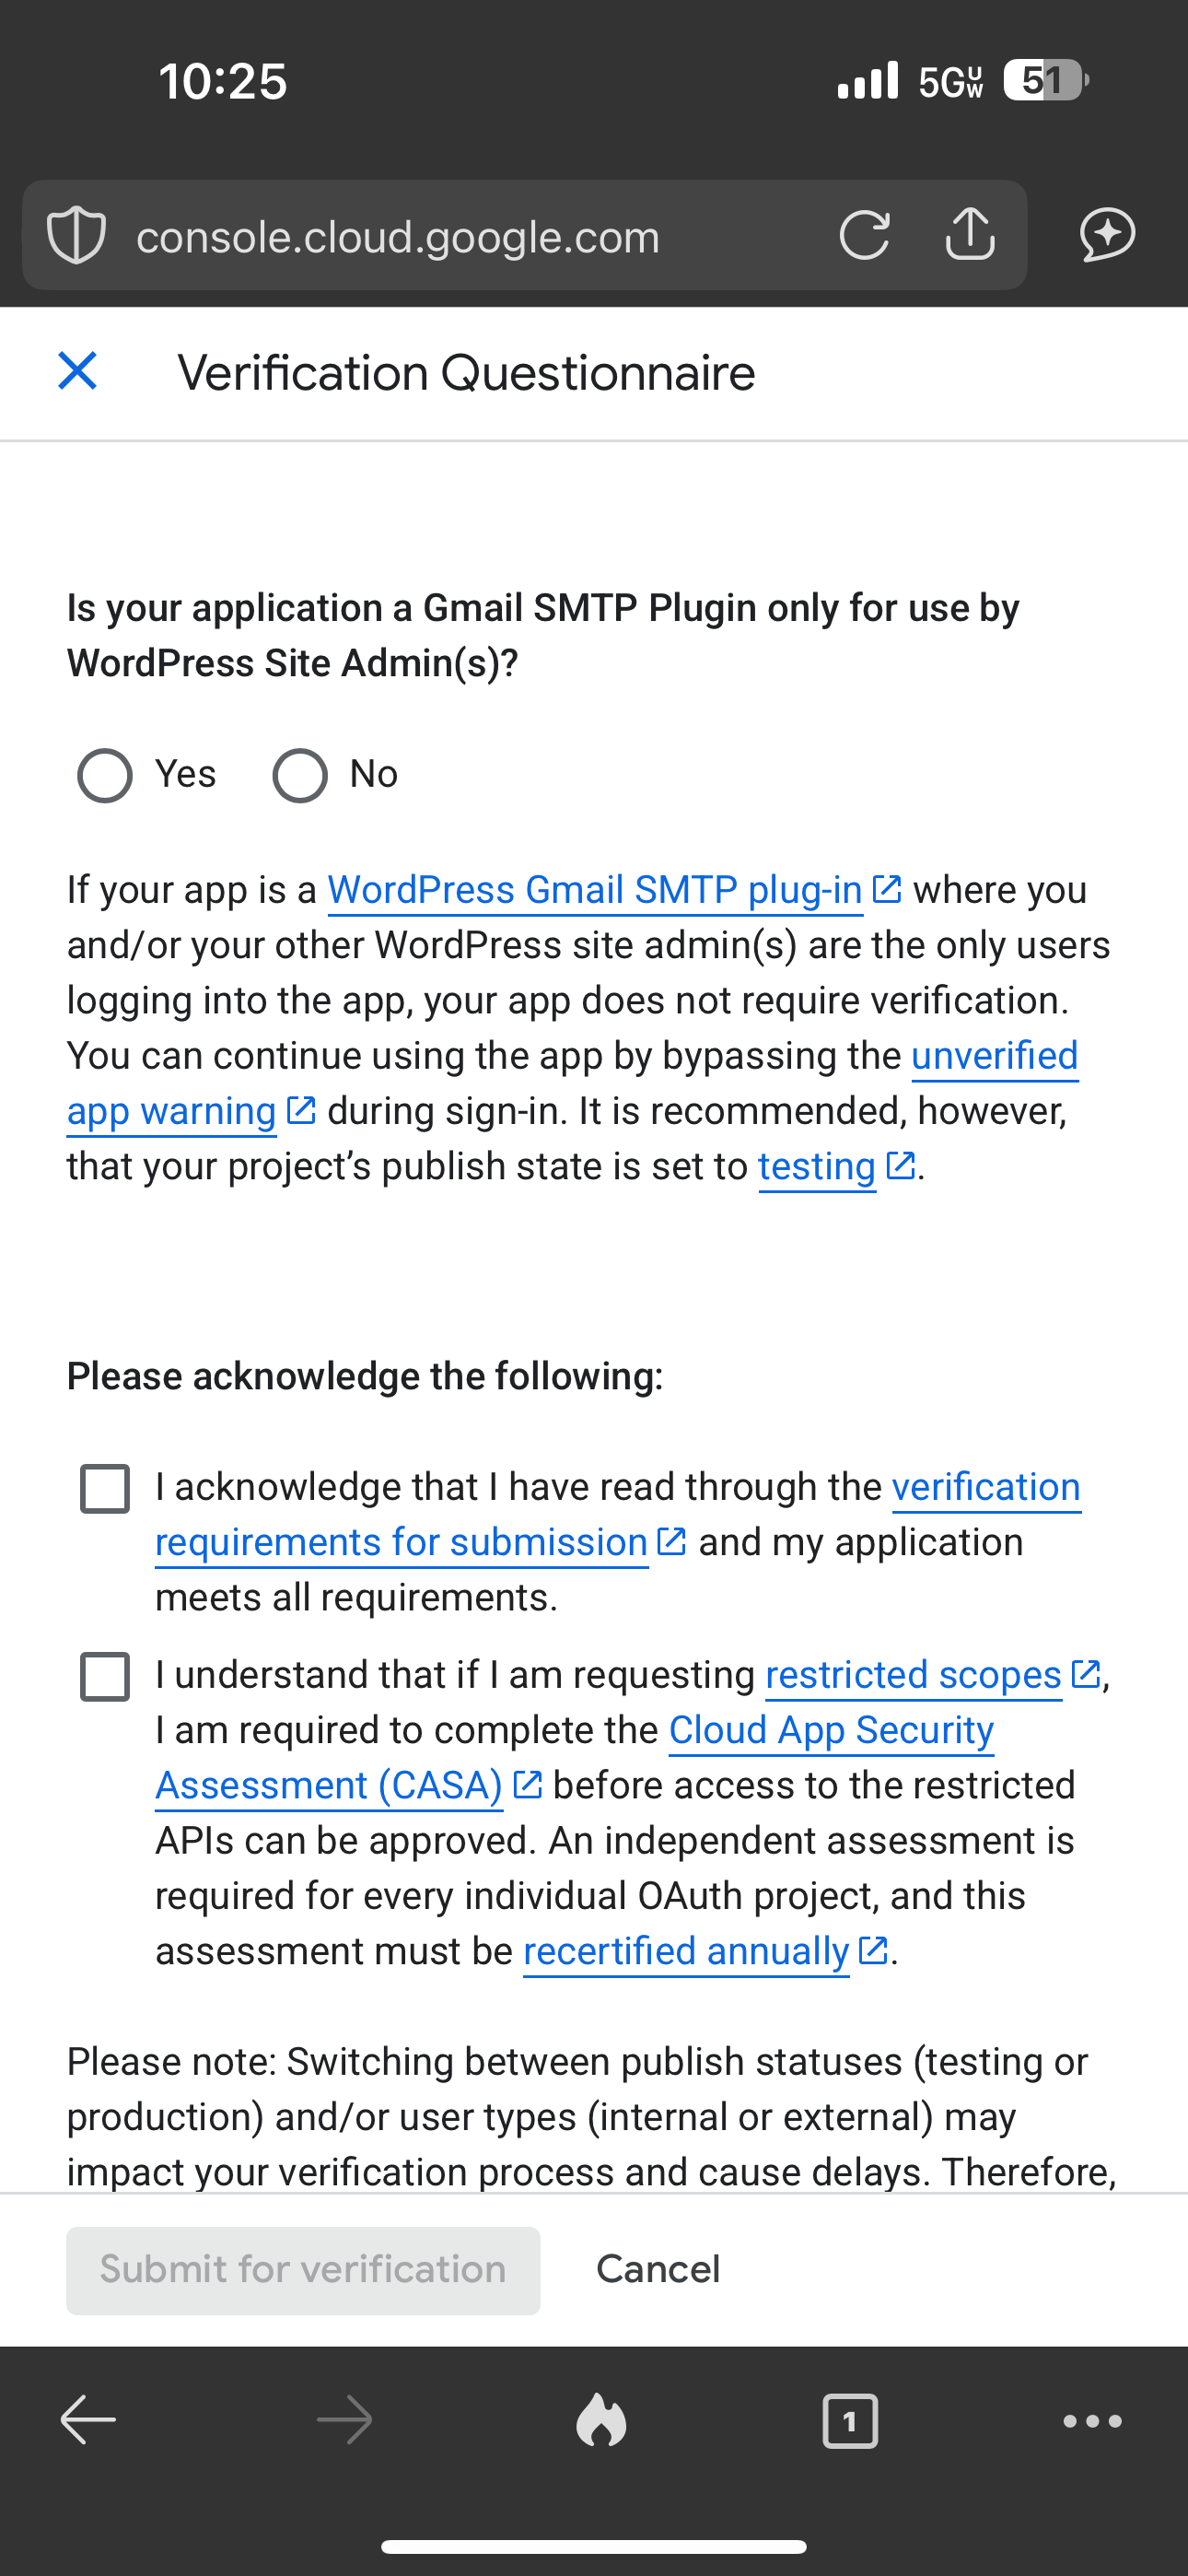 10:25
5GUW
51
console.cloud.google.com
Verification Questionnaire
Is your application a Gmail SMTP Plugin only for use by
WordPress Site Admin(s)?
Yes No
If your app is a WordPress Gmail SMTP plug-in where you
and/or your other WordPress site admin(s) are the only users
logging into the app, your app does not require verification.
You can continue using the app by bypassing the unverified
app warning during sign-in. It is recommended, however,
that your project’s publish state is set to testing.
Please acknowledge the following:
I acknowledge that I have read through the verification
requirements for submission and my application
meets all requirements.
I understand that if I am requesting restricted scopes,
I am required to complete the Cloud App Security
Assessment (CASA) before access to the restricted
APIs can be approved. An independent assessment is
required for every individual OAuth project, and this
assessment must be recertified annually.
Please note: Switching between publish statuses (testing or
production) and/or user types (internal or external) may
impact your verification process and cause delays. Therefore,
Submit for verification Cancel
1